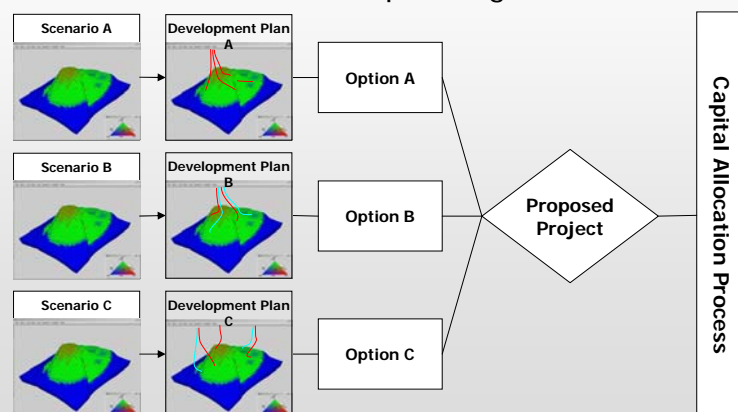 Scenario A
Development Plan
A
Option A
Scenario B
Development Plan
B
Option B
Proposed
Project
Scenario C
Development Plan
C
Option C
Capital Allocation Process